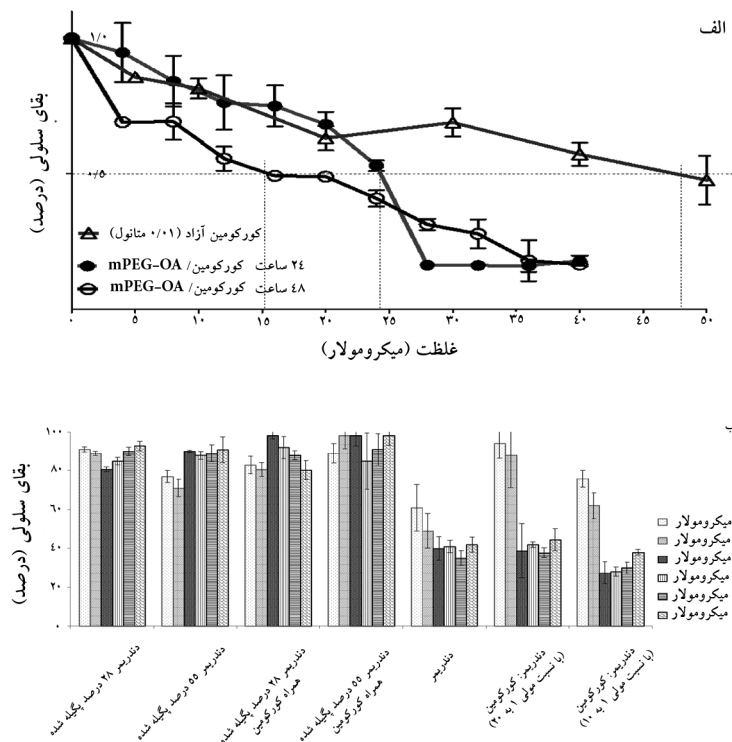 الف
۱/۰
۰/۵
بقای سلولی (درصد)
کورکومین آزاد (۰/۰۱ متانول)
۲۴ ساعت کورکومین/ mPEG-OA
۴۸ ساعت کورکومین/ mPEG-OA
۰ ۵ ۱۰ ۱۵ ۲۰ ۲۵ ۳۰ ۳۵ ۴۰ ۴۵ ۵۰
غلظت (میکرومولار)
۱۰۰
۸۰
۶۰
۴۰
۲۰
۰
بقای سلولی (درصد)
میکرومولار
میکرومولار
میکرومولار
میکرومولار
میکرومولار
میکرومولار
دندریمر ۲۸ درصد پگیله شده
دندریمر ۵۵ درصد پگیله شده
دندریمر ۲۸ درصد پگیله شده
همراه کورکومین
دندریمر ۵۵ درصد پگیله شده
همراه کورکومین
دندریمر
دندریمر: کورکومین
(با نسبت مولی ۱ به ۲۰)
دندریمر: کورکومین
(با نسبت مولی ۱ به ۱۰)